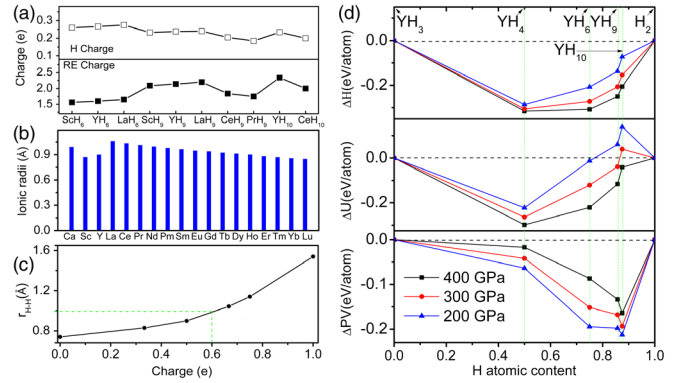 (a)
Charge (e)
0.3
0.2
0.1
H Charge
RE Charge
2.5
2.0
1.5
ScH6 YH6 LaH6 ScH9 YH9 LaH9 CeH9 PrH9 YH10 CeH10
(b)
Ionic radii (Å)
0.9
0.6
0.3
0.0
Ca Sc Y La Ce Pr Nd Pm Sm Eu Gd Tb Dy Ho Er Tm Yb Lu
(c)
rH-H(Å)
1.6
1.2
0.8
0.0 0.2 0.4 0.6 0.8 1.0
Charge (e)
(d)
YH3 YH4 YH6 YH9 H2
YH10
ΔH(eV/atom)
0.0
-0.2
ΔU(eV/atom)
0.0
-0.2
ΔPV(eV/atom)
0.0
-0.1
-0.2
400 GPa
300 GPa
200 GPa
0.0 0.2 0.4 0.6 0.8 1.0
H atomic content